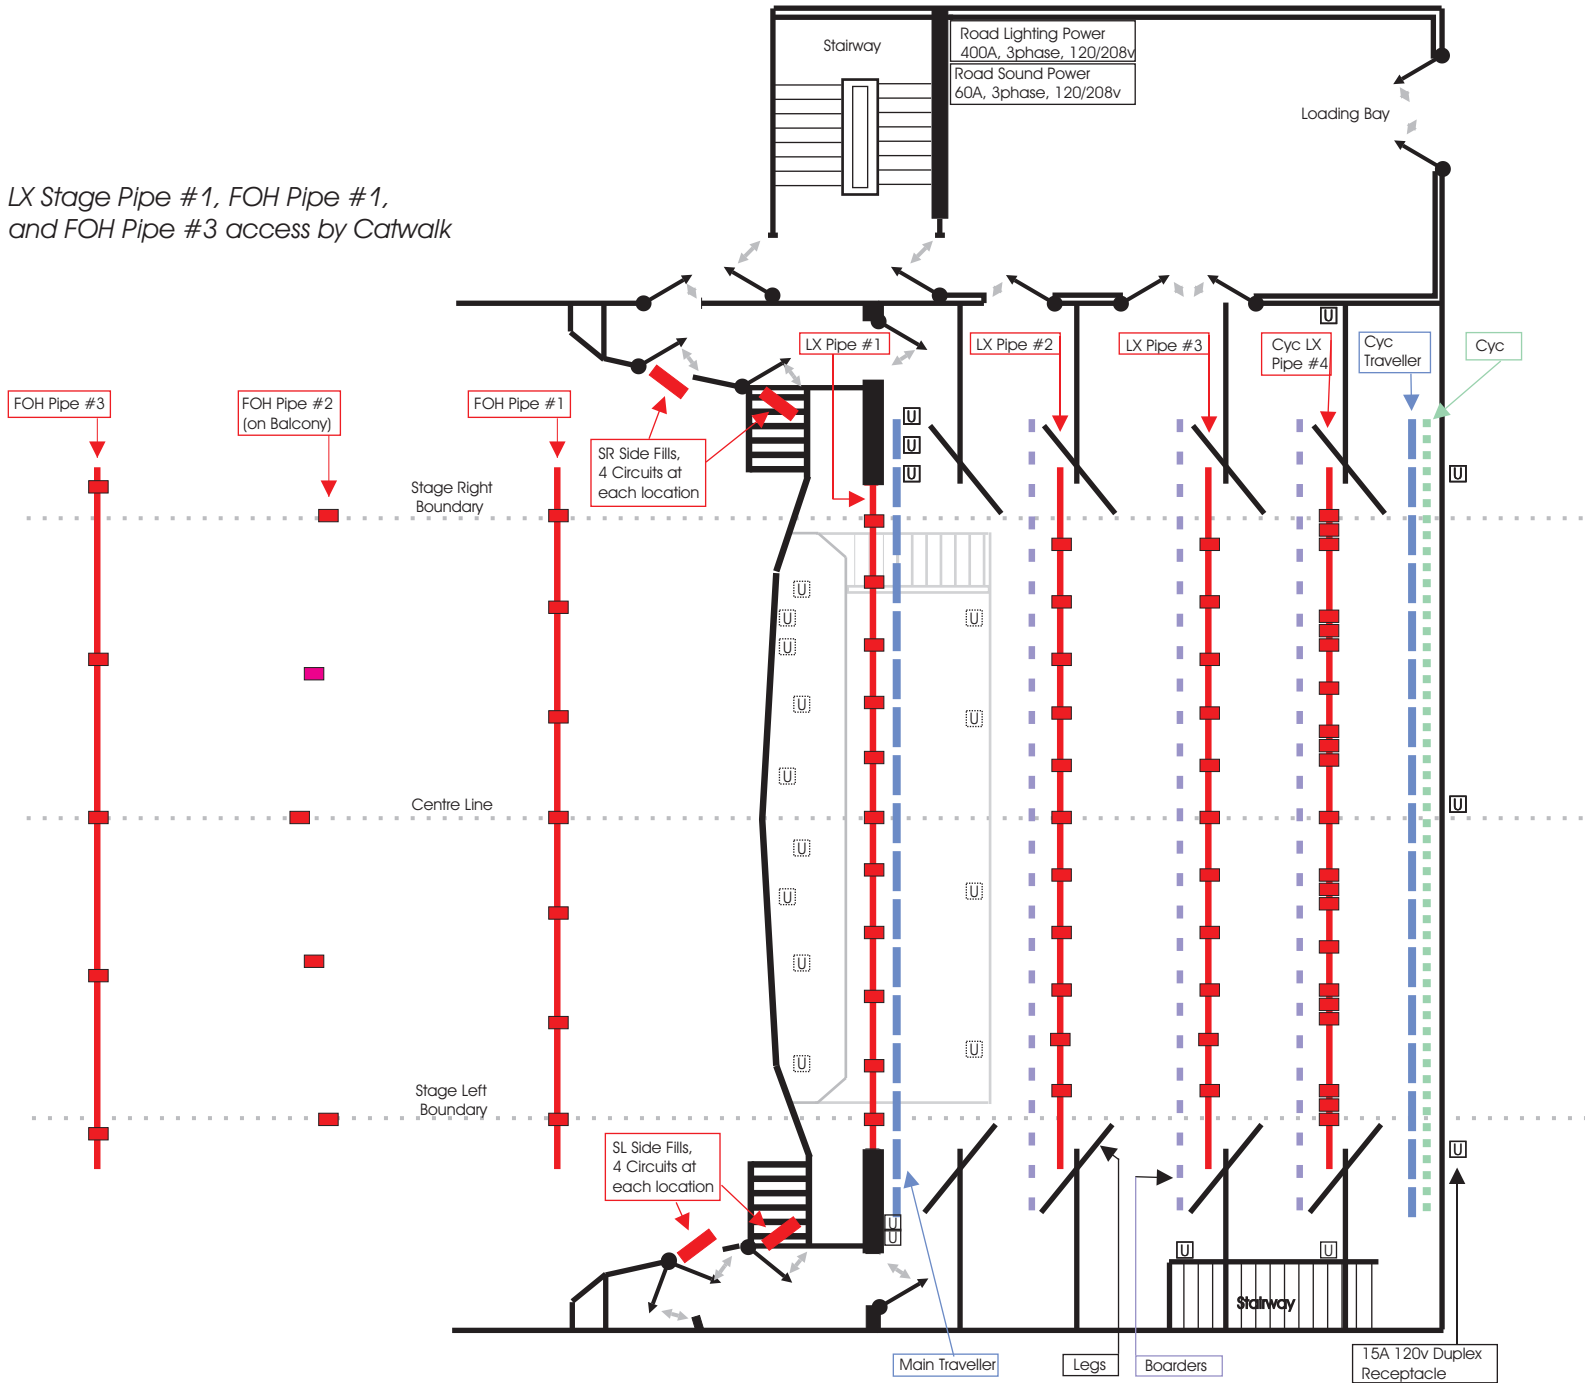 Stairway
Road Lighting Power
400A, 3phase, 120/208v
Road Sound Power
60A, 3phase, 120/208v
Loading Bay
LX Stage Pipe #1, FOH Pipe #1,
and FOH Pipe #3 access by Catwalk
U
LX Pipe #1
LX Pipe #2
LX Pipe #3
Cyc LX
Pipe #4
Cyc
Traveller
Cyc
FOH Pipe #3
FOH Pipe #2
(on Balcony)
FOH Pipe #1
U
U
U
SR Side Fills,
4 Circuits at
each location
Stage Right
Boundary
U
U
U
U
U
U
U
U
Centre Line
U
U
U
U
U
U
U
Stage Left
Boundary
SL Side Fills,
4 Circuits at
each location
U
U
U
U
U
Stairway
Main Traveller
Legs
Boarders
15A 120v Duplex
Receptacle